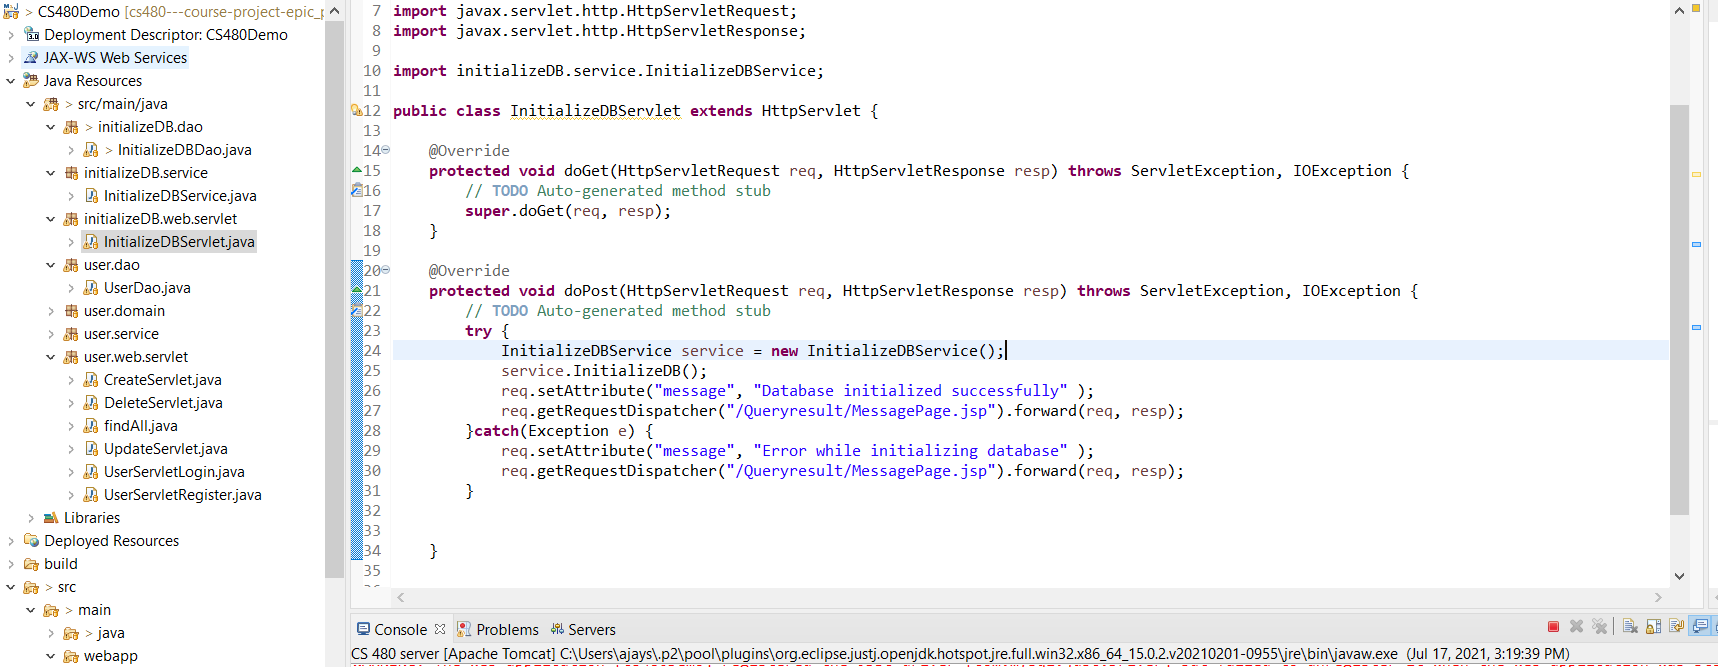 > CS480Demo [cs480---course-project-epic_p
Deployment Descriptor: CS480Demo
JAX-WS Web Services
Java Resources
> src/main/java
> initializeDB.dao
> InitializeDBDao.java
initializeDB.service
InitializeDBService.java
initializeDB.web.servlet
InitializeDBServlet.java
user.dao
UserDao.java
user.domain
user.service
user.web.servlet
CreateServlet.java
DeleteServlet.java
findAll.java
UpdateServlet.java
UserServletLogin.java
UserServletRegister.java
Libraries
Deployed Resources
build
> src
> main
> java
webapp
7 import javax.servlet.http.HttpServletRequest;
8 import javax.servlet.http.HttpServletResponse;
9
10 import initializeDB.service.InitializeDBService;
11
12 public class InitializeDBServlet extends HttpServlet {
13
14 @Override
15 protected void doGet(HttpServletRequest req, HttpServletResponse resp) throws ServletException, IOException {
16 // TODO Auto-generated method stub
17 super.doGet(req, resp);
18 }
19
20 @Override
21 protected void doPost(HttpServletRequest req, HttpServletResponse resp) throws ServletException, IOException {
22 // TODO Auto-generated method stub
23 try {
24 InitializeDBService service = new InitializeDBService();
25 service.InitializeDB();
26 req.setAttribute("message", "Database initialized successfully" );
27 req.getRequestDispatcher("/Queryresult/MessagePage.jsp").forward(req, resp);
28 }catch(Exception e) {
29 req.setAttribute("message", "Error while initializing database" );
30 req.getRequestDispatcher("/Queryresult/MessagePage.jsp").forward(req, resp);
31 }
32
33
34 }
35
Console Problems Servers
CS 480 server [Apache Tomcat] C:\Users\ajays\.p2\pool\plugins\org.eclipse.justj.openjdk.hotspot.jre.full.win32.x86_64_15.0.2.v20210201-0955\jre\bin\javaw.exe (Jul 17, 2021, 3:19:39 PM)